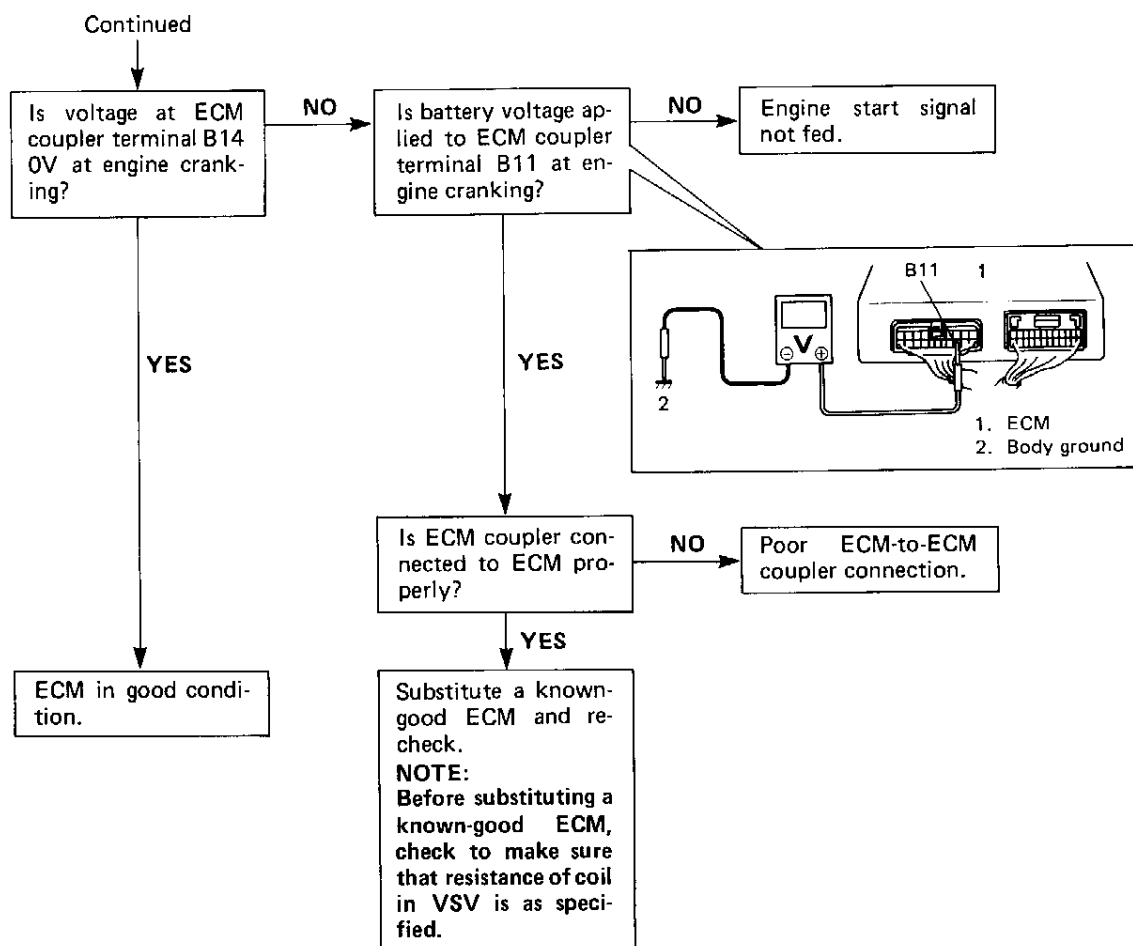 Continued
Is voltage at ECM
coupler terminal B14
0V at engine crank-
ing?
NO
Is battery voltage ap-
plied to ECM coupler
terminal B11 at en-
gine cranking?
NO
Engine start signal
not fed.
B11
1
V
2
1. ECM
2. Body ground
YES
YES
Is ECM coupler con-
nected to ECM pro-
perly?
NO
Poor ECM-to-ECM
coupler connection.
YES
ECM in good condi-
tion.
Substitute a known-
good ECM and re-
check.
NOTE:
Before substituting a
known-good ECM,
check to make sure
that resistance of coil
in VSV is as speci-
fied.